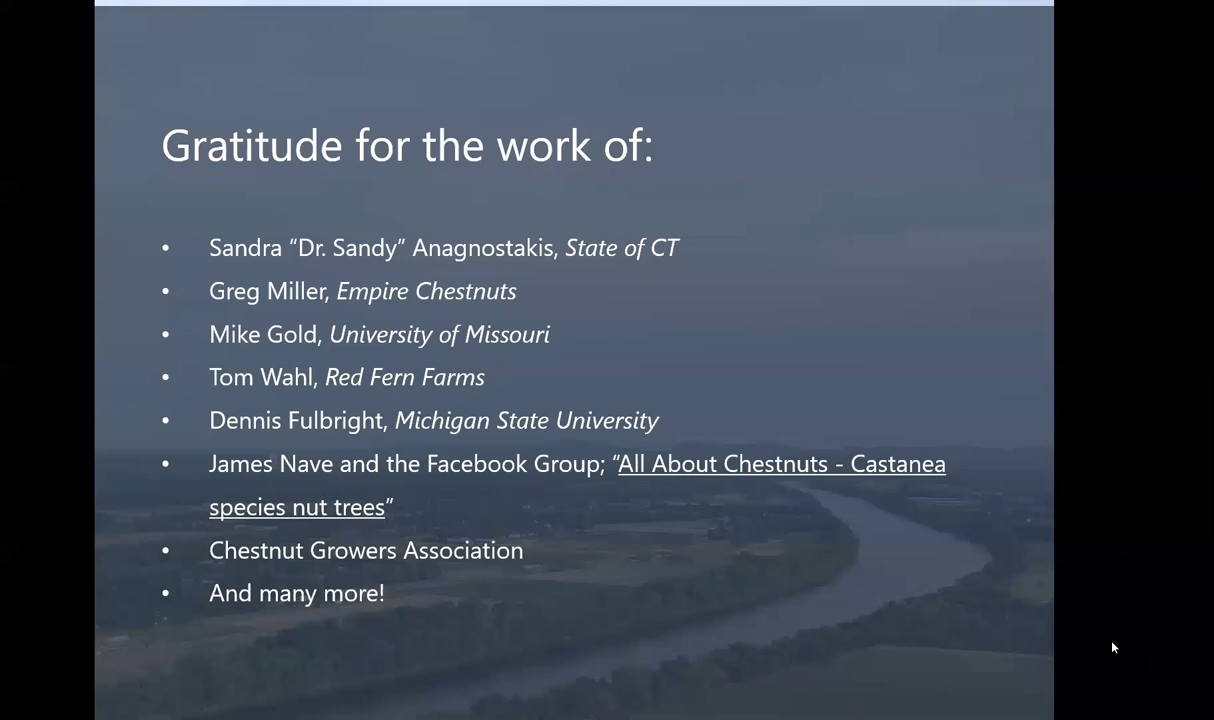 Gratitude for the work of:
• Sandra “Dr. Sandy” Anagnostakis, State of CT
• Greg Miller, Empire Chestnuts
• Mike Gold, University of Missouri
• Tom Wahl, Red Fern Farms
• Dennis Fulbright, Michigan State University
• James Nave and the Facebook Group; “All About Chestnuts - Castanea
species nut trees”
• Chestnut Growers Association
• And many more!